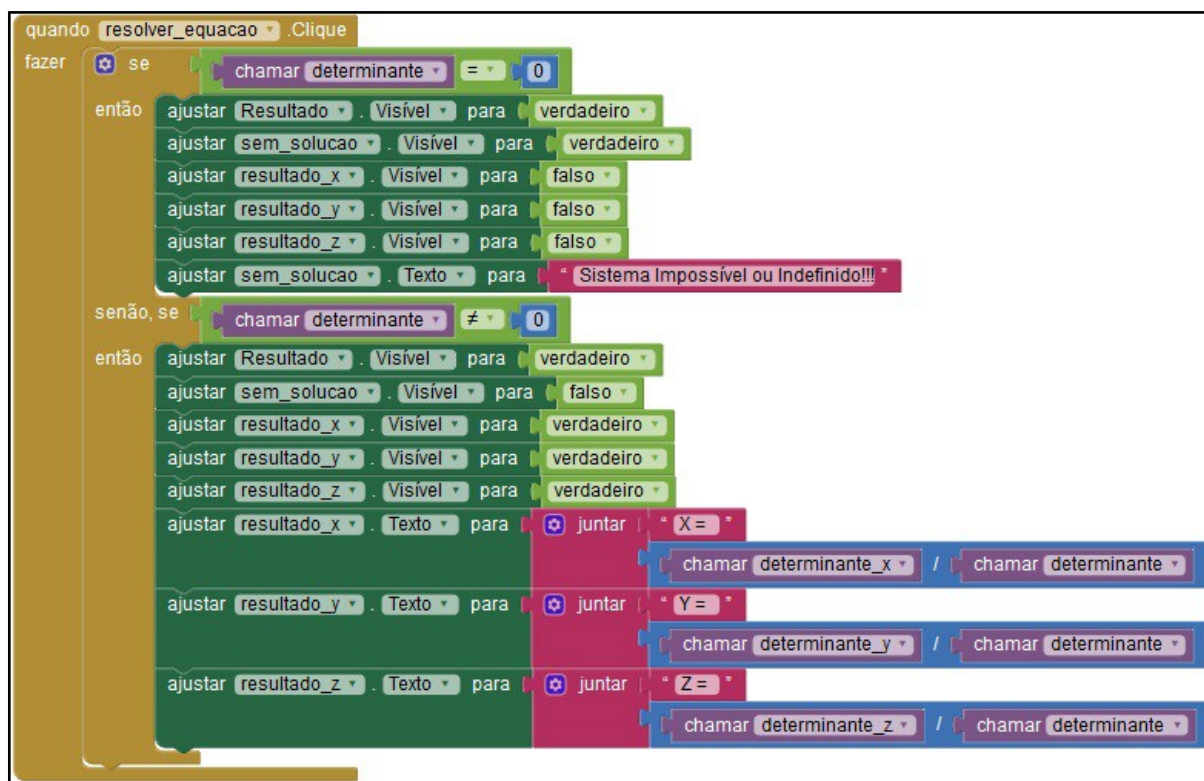 quando resolver_equacao .Clique
fazer se chamar determinante = 0
então ajustar Resultado . Visível para verdadeiro
ajustar sem_solucao . Visível para verdadeiro
ajustar resultado_x . Visível para falso
ajustar resultado_y . Visível para falso
ajustar resultado_z . Visível para falso
ajustar sem_solucao . Texto para “ Sistema Impossível ou Indefinido!!! ”
senão, se chamar determinante ≠ 0
então ajustar Resultado . Visível para verdadeiro
ajustar sem_solucao . Visível para falso
ajustar resultado_x . Visível para verdadeiro
ajustar resultado_y . Visível para verdadeiro
ajustar resultado_z . Visível para verdadeiro
ajustar resultado_x . Texto para juntar “ X = ”
chamar determinante_x / chamar determinante
ajustar resultado_y . Texto para juntar “ Y = ”
chamar determinante_y / chamar determinante
ajustar resultado_z . Texto para juntar “ Z = ”
chamar determinante_z / chamar determinante